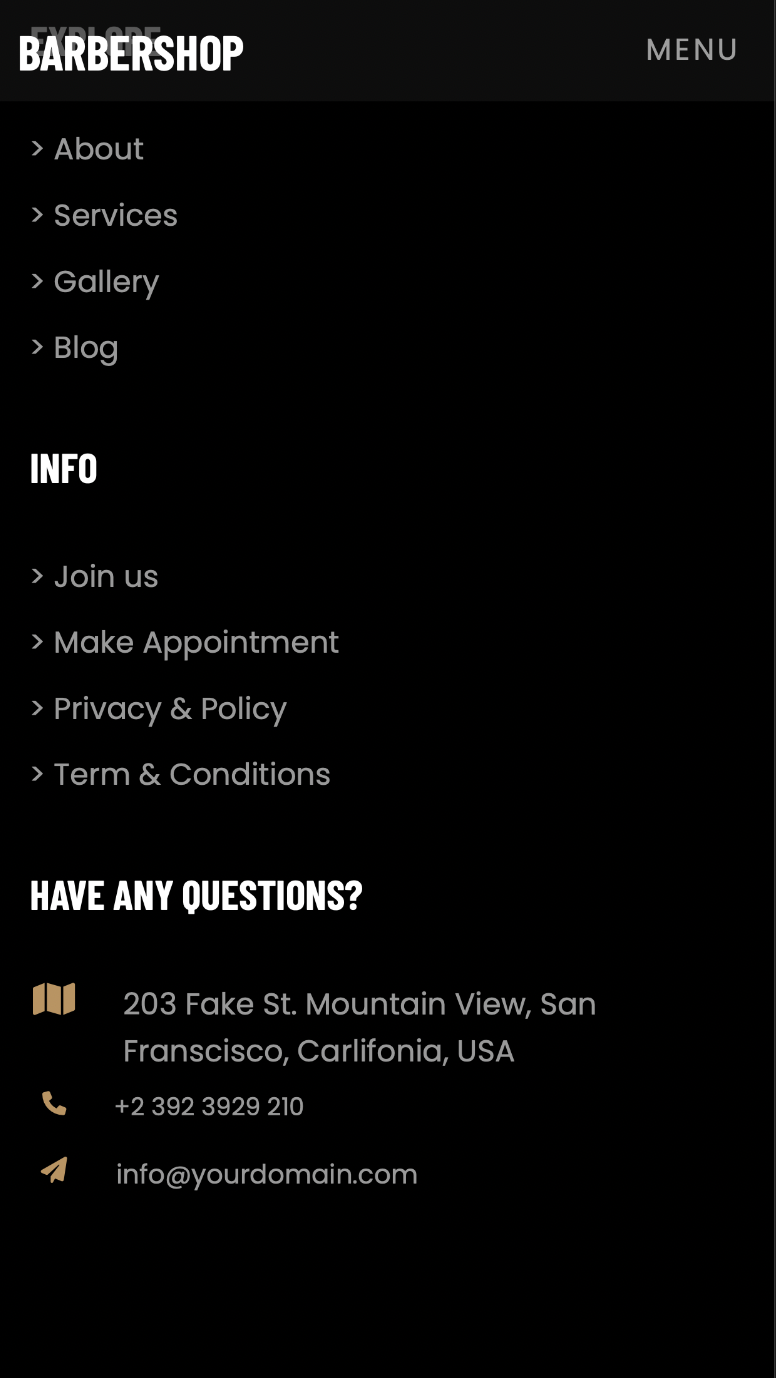 EXPLORE
BARBERSHOP
MENU
> About
> Services
> Gallery
> Blog
INFO
> Join us
> Make Appointment
> Privacy & Policy
> Term & Conditions
HAVE ANY QUESTIONS?
203 Fake St. Mountain View, San
Franscisco, Carlifonia, USA
+2 392 3929 210
info@yourdomain.com